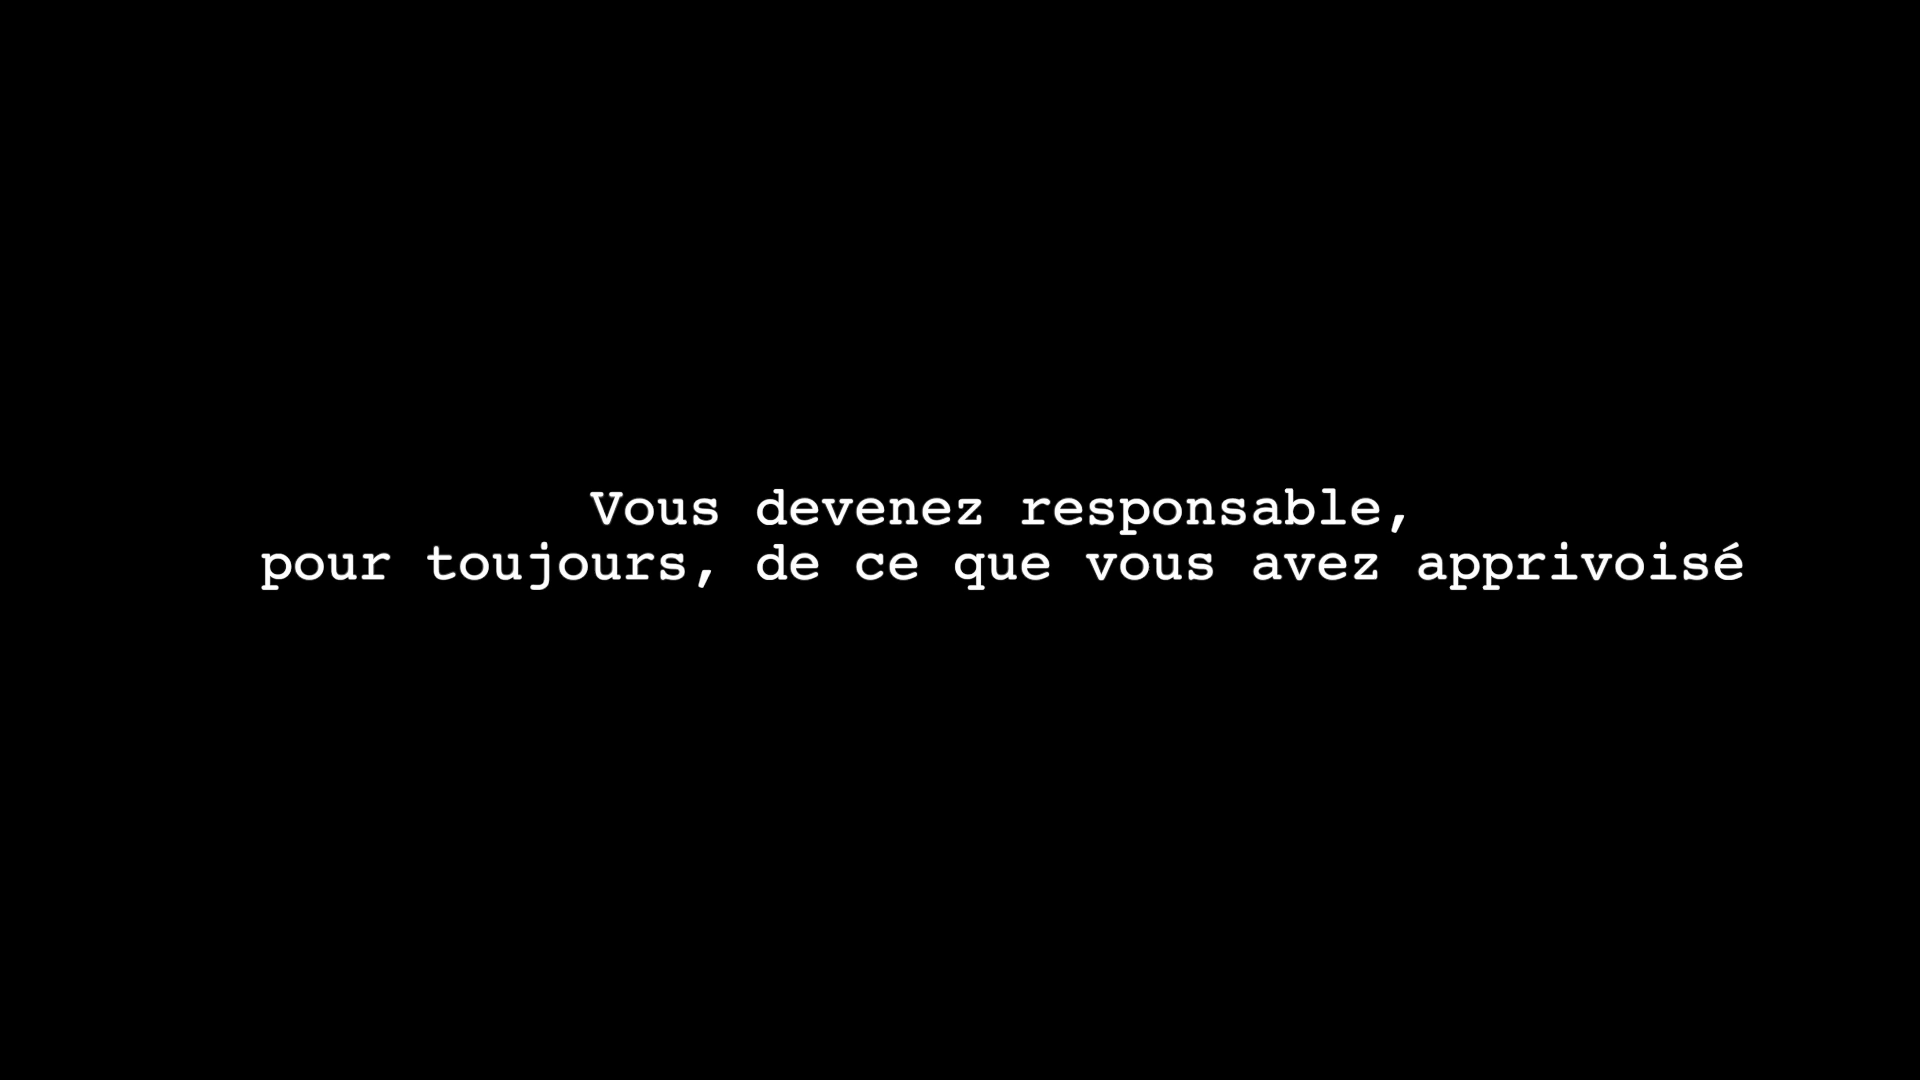 Vous devenez responsable,
pour toujours, de ce que vous avez apprivoisé